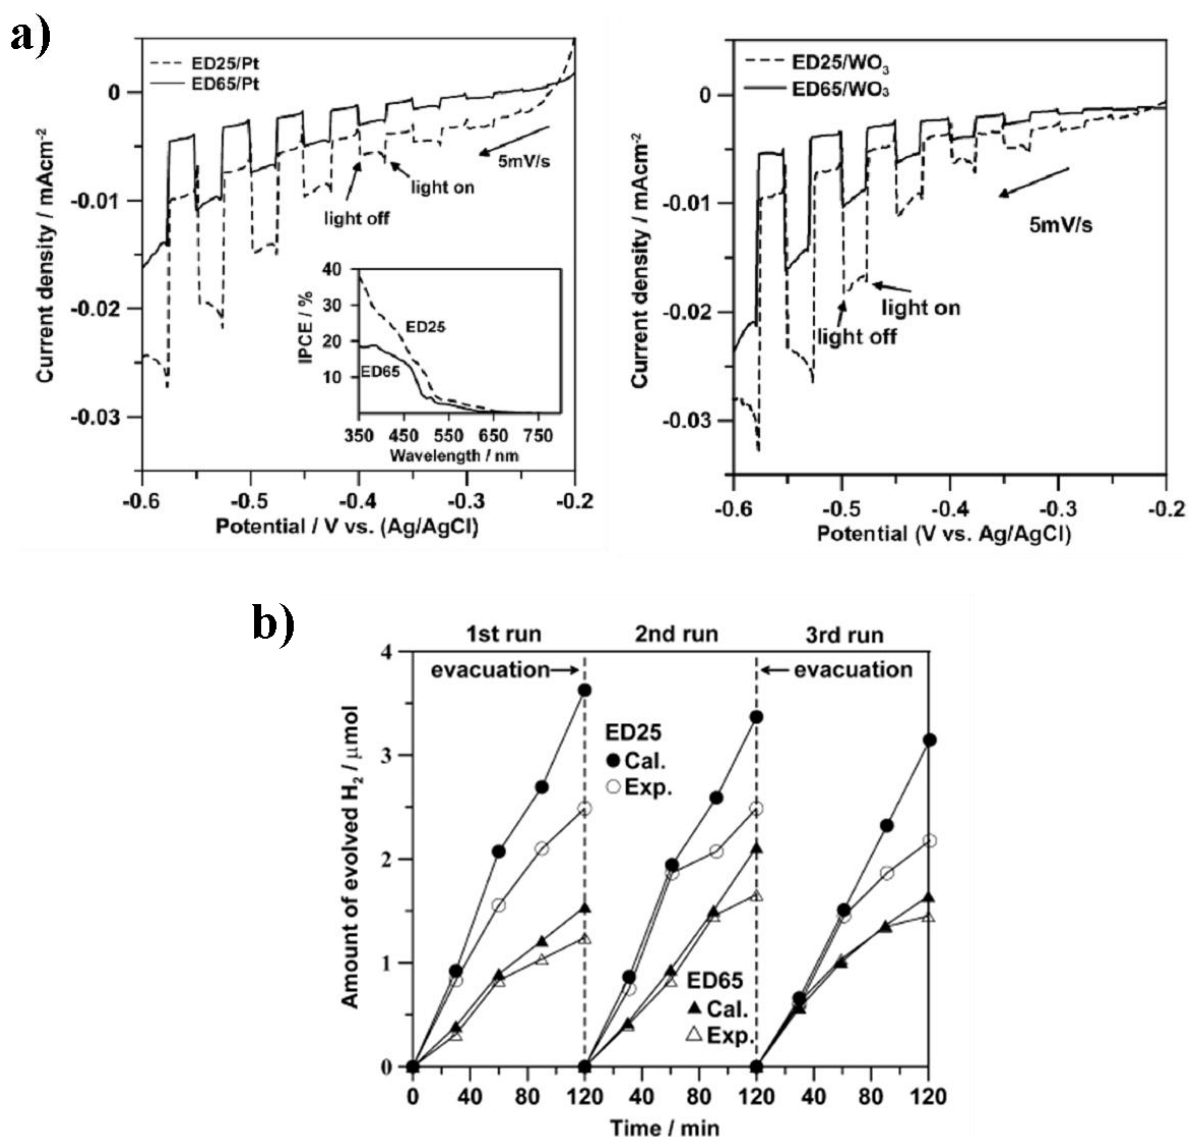 a)
ED25/Pt
ED65/Pt
0
-0.01
-0.02
-0.03
Current density / mAcm-2
5mV/s
light on
light off
40
30
20
10
IPCE / %
ED25
ED65
350 450 550 650 750
Wavelength / nm
-0.6 -0.5 -0.4 -0.3 -0.2
Potential / V vs. (Ag/AgCl)
ED25/WO3
ED65/WO3
0
-0.01
-0.02
-0.03
Current density / mAcm-2
5mV/s
light on
light off
-0.6 -0.5 -0.4 -0.3 -0.2
Potential (V vs. Ag/AgCl)
b)
1st run 2nd run 3rd run
evacuation evacuation
4
3
2
1
0
Amount of evolved H2 / μmol
ED25
Cal.
Exp.
ED65
Cal.
Exp.
0 40 80 120 40 80 120 40 80 120
Time / min